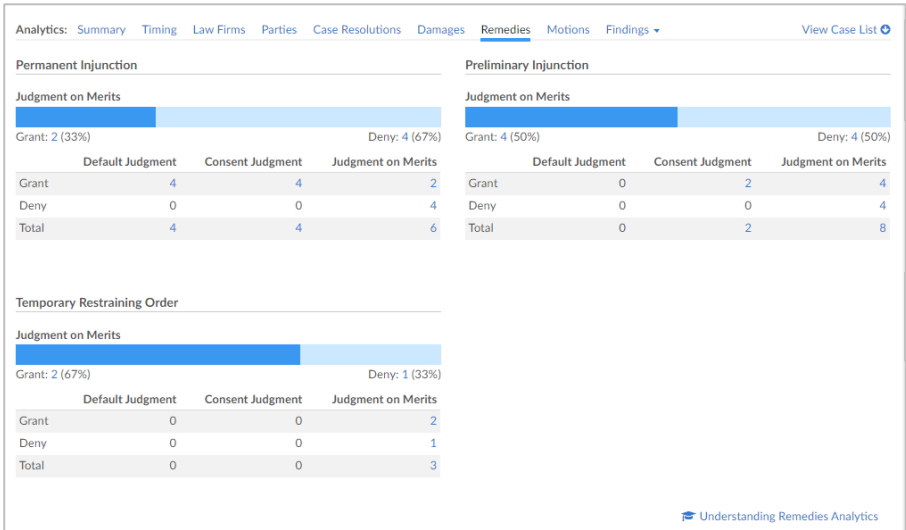 Analytics: Summary Timing Law Firms Parties Case Resolutions Damages Remedies Motions Findings View Case List
Permanent Injunction
Judgment on Merits
Grant: 2 (33%) Deny: 4 (67%)
Default Judgment Consent Judgment Judgment on Merits
Grant 4 4 2
Deny 0 0 4
Total 4 4 6
Preliminary Injunction
Judgment on Merits
Grant: 4 (50%) Deny: 4 (50%)
Default Judgment Consent Judgment Judgment on Merits
Grant 0 2 4
Deny 0 0 4
Total 0 2 8
Temporary Restraining Order
Judgment on Merits
Grant: 2 (67%) Deny: 1 (33%)
Default Judgment Consent Judgment Judgment on Merits
Grant 0 0 2
Deny 0 0 1
Total 0 0 3
Understanding Remedies Analytics